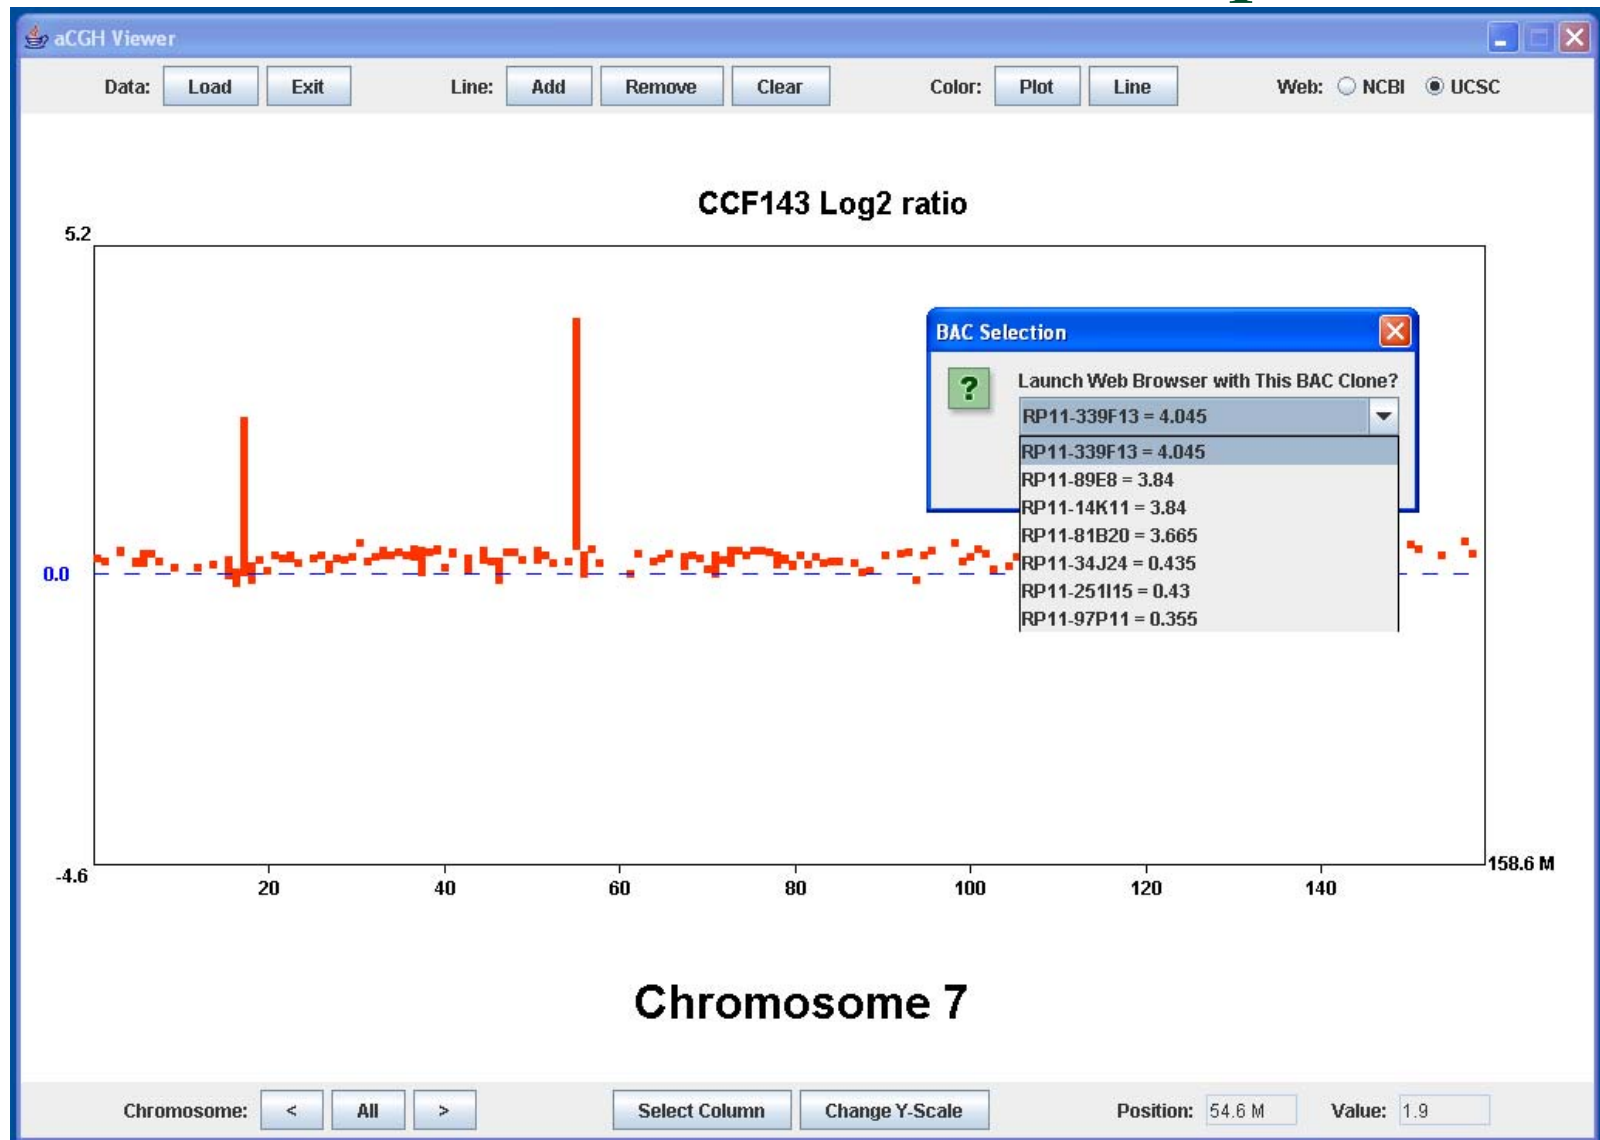 aCGH Viewer
Data: Load Exit Line: Add Remove Clear Color: Plot Line Web: NCBI UCSC
CCF143 Log2 ratio
5.2
BAC Selection
? Launch Web Browser with This BAC Clone?
RP11-339F13 = 4.045
RP11-339F13 = 4.045
RP11-89E8 = 3.84
RP11-14K11 = 3.84
RP11-81B20 = 3.665
RP11-34J24 = 0.435
0.0
RP11-251I15 = 0.43
RP11-97P11 = 0.355
-4.6 158.6 M
20 40 60 80 100 120 140
Chromosome 7
Chromosome: < All > Select Column Change Y-Scale Position: 54.6 M Value: 1.9